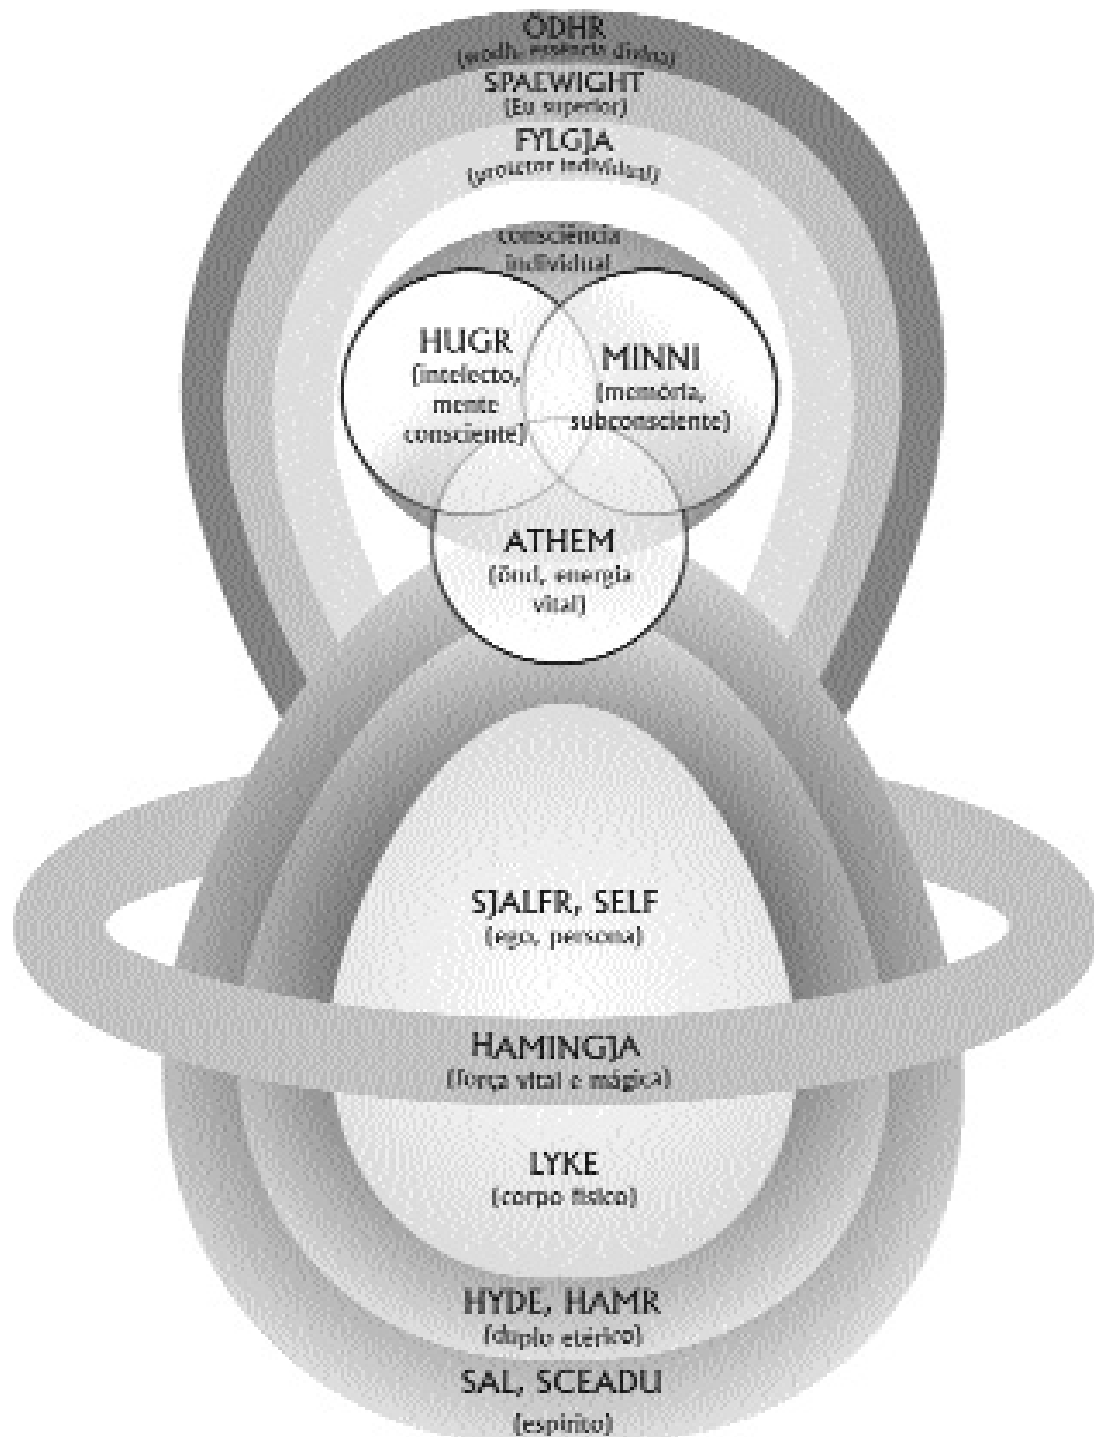 ÖDHR
(wodh, essência divina)
SPAEWIGHT
(Eu superior)
FYLGJA
(protetor individual)
consciência
individual
HUGR
(intelecto,
mente
consciente)
MINNI
(memória,
subconsciente)
ATHEM
(önd, energia
vital)
SJALFR, SELF
(ego, persona)
HAMINGJA
(força vital e mágica)
LYKE
(corpo físico)
HYDE, HAMR
(duplo etérico)
SAL, SCEADU
(espírito)